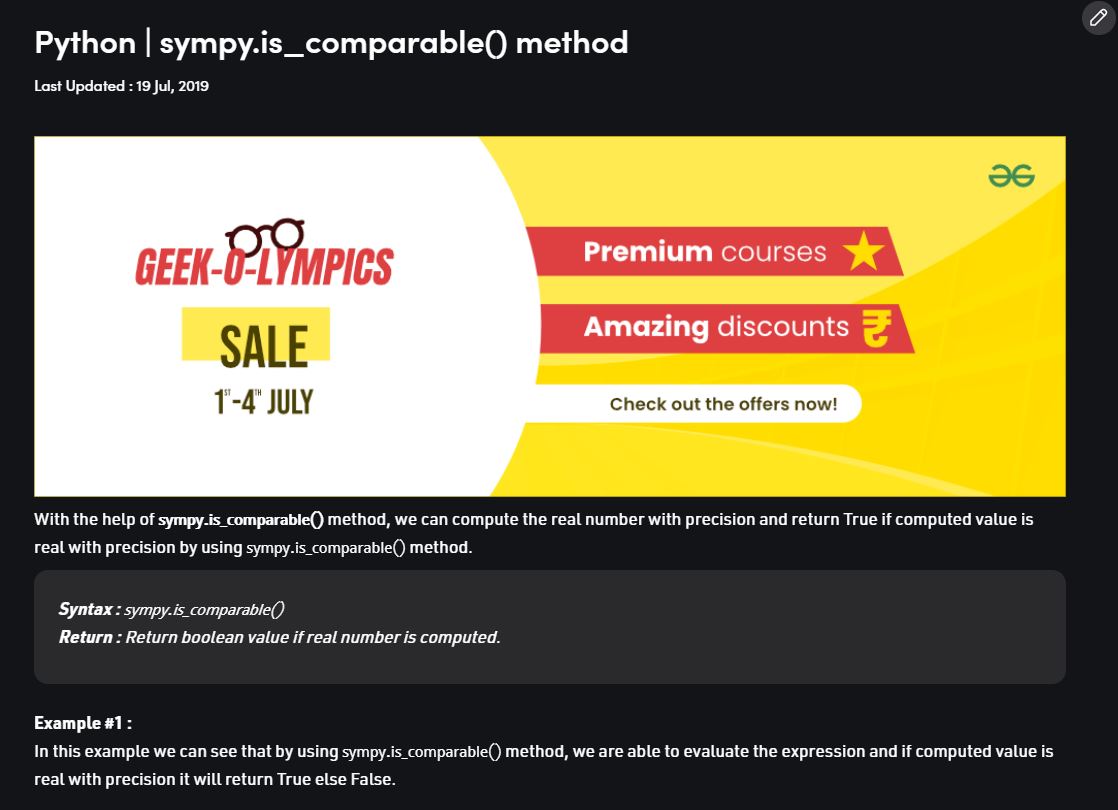 Python | sympy.is_comparable() method
Last Updated : 19 Jul, 2019
GEEK-O-LYMPICS
SALE
1ST-4TH JULY
Premium courses
Amazing discounts ₹
Check out the offers now!
With the help of sympy.is_comparable() method, we can compute the real number with precision and return True if computed value is
real with precision by using sympy.is_comparable() method.
Syntax : sympy.is_comparable()
Return : Return boolean value if real number is computed.
Example #1 :
In this example we can see that by using sympy.is_comparable() method, we are able to evaluate the expression and if computed value is
real with precision it will return True else False.